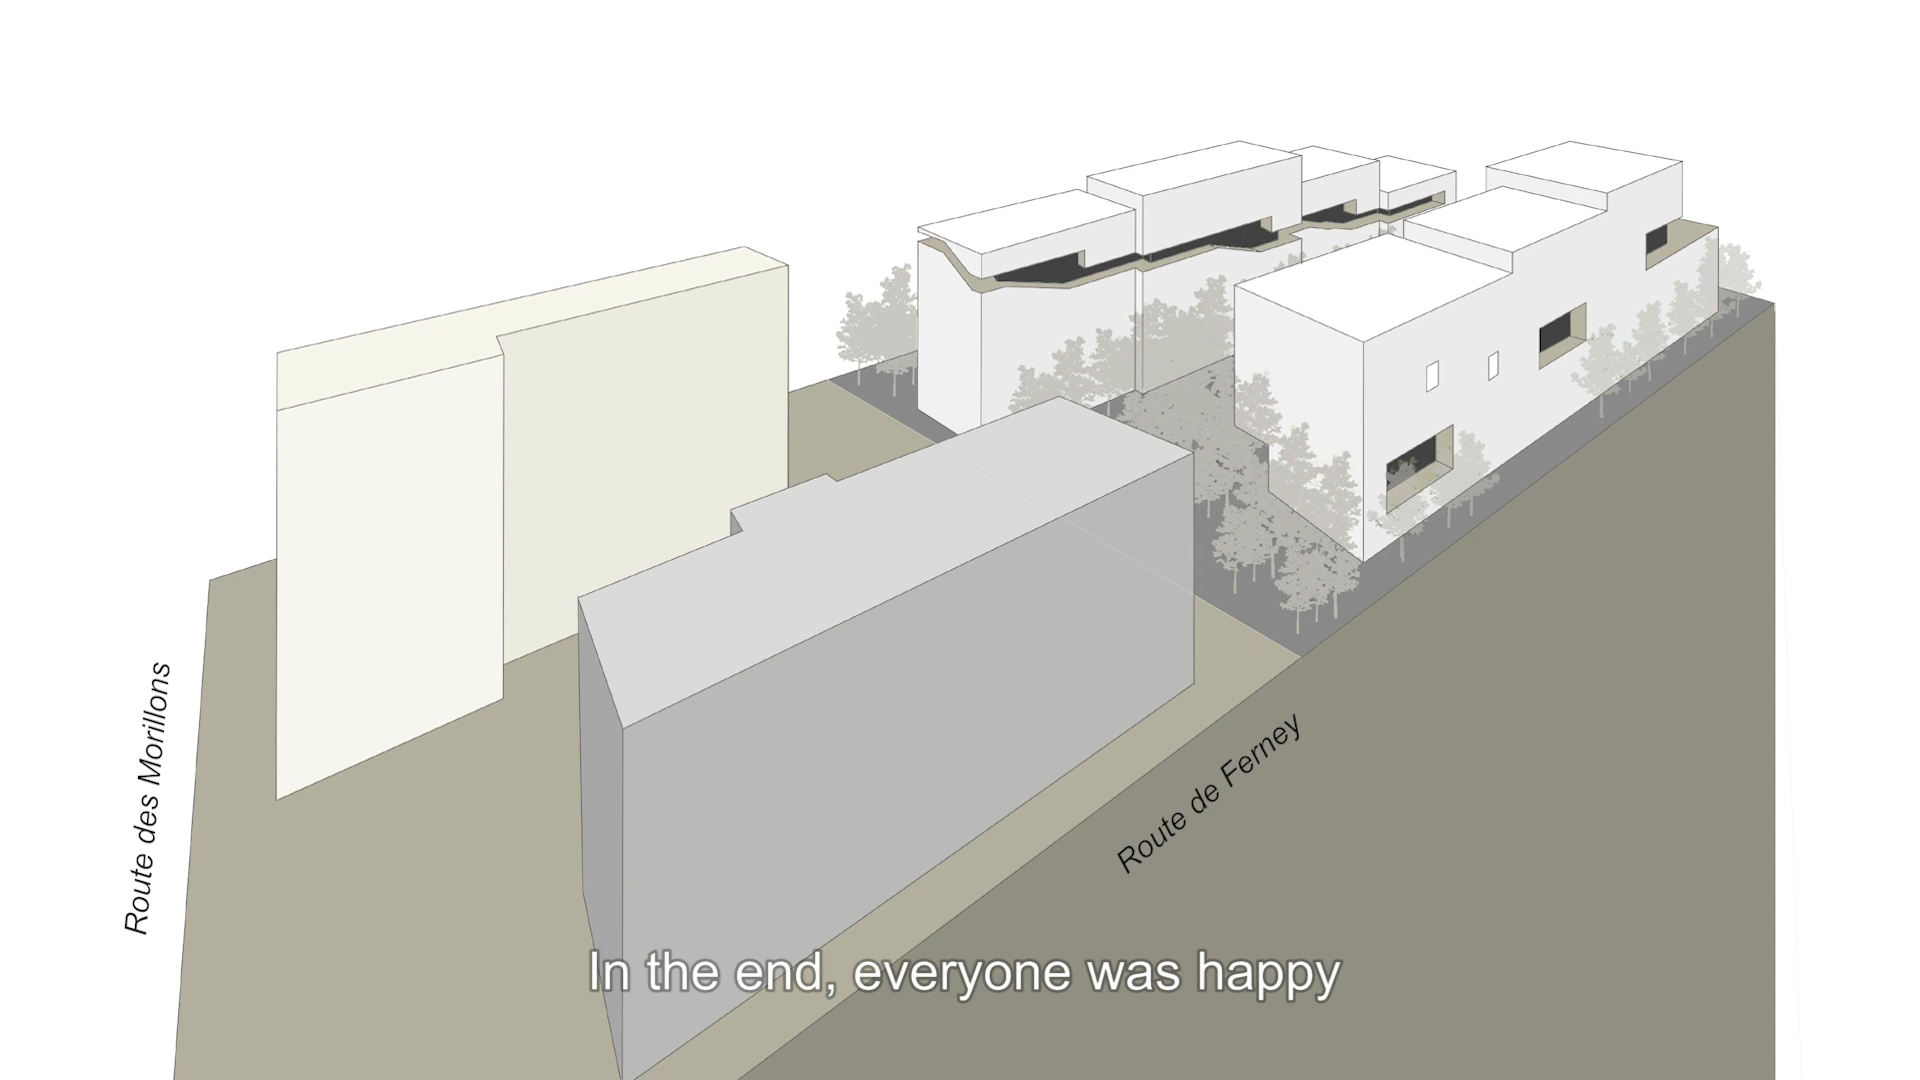 Route des Morillons
Route de Ferney
In the end, everyone was happy